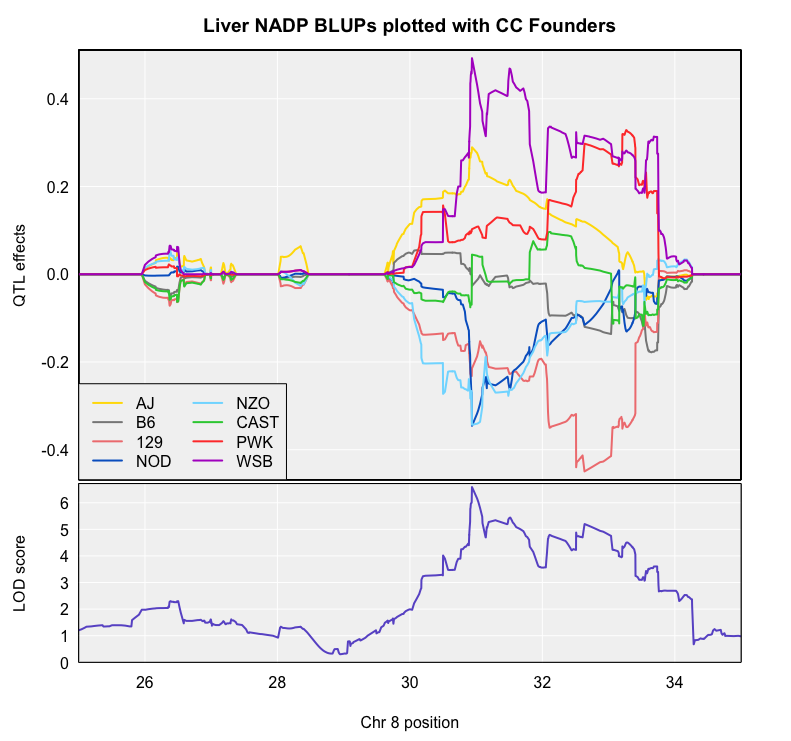 Liver NADP BLUPs plotted with CC Founders
QTL effects
0.4
0.2
0.0
-0.2
-0.4
AJ
B6
129
NOD
NZO
CAST
PWK
WSB
LOD score
6
5
4
3
2
1
0
26
28
30
32
34
Chr 8 position